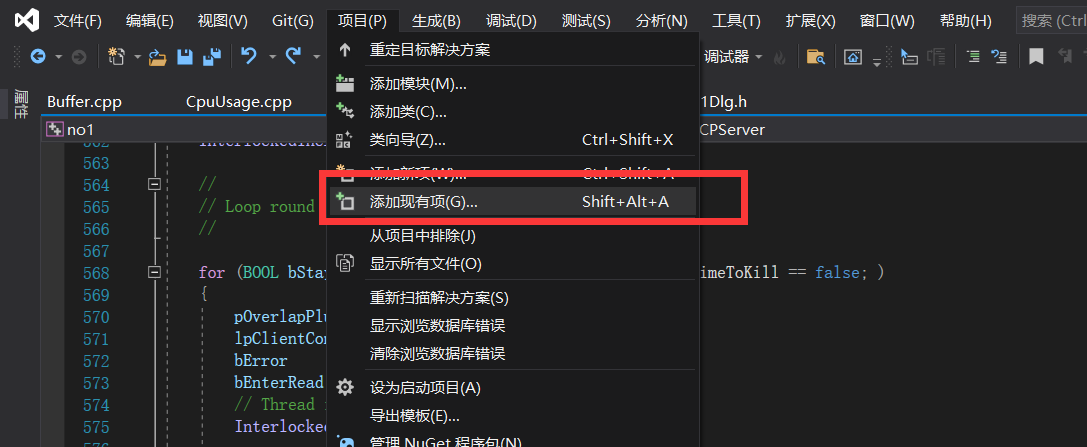 文件(F) 编辑(E) 视图(V) Git(G) 项目(P) 生成(B) 调试(D) 测试(S) 分析(N) 工具(T) 扩展(X) 窗口(W) 帮助(H) 搜索 (Ctrl
调试器
属性
Buffer.cpp CpuUsage.cpp 1Dlg.h
no1 CPServer
重定目标解决方案
添加模块(M)...
添加类(C)...
类向导(Z)... Ctrl+Shift+X
添加新项(W)... Ctrl+Shift+A
添加现有项(G)... Shift+Alt+A
从项目中排除(J)
显示所有文件(O)
重新扫描解决方案(S)
显示浏览数据库错误
清除浏览数据库错误
设为启动项目(A)
导出模板(E)...
管理 NuGet 程序包(N)
562
563
564 //
565 // Loop round
566 //
567
568 for (BOOL bStay imeToKill == false; )
569 {
570 pOverlapPlu
571 lpClientCon
572 bError
573 bEnterRead
574 // Thread
575 Interlocke
576